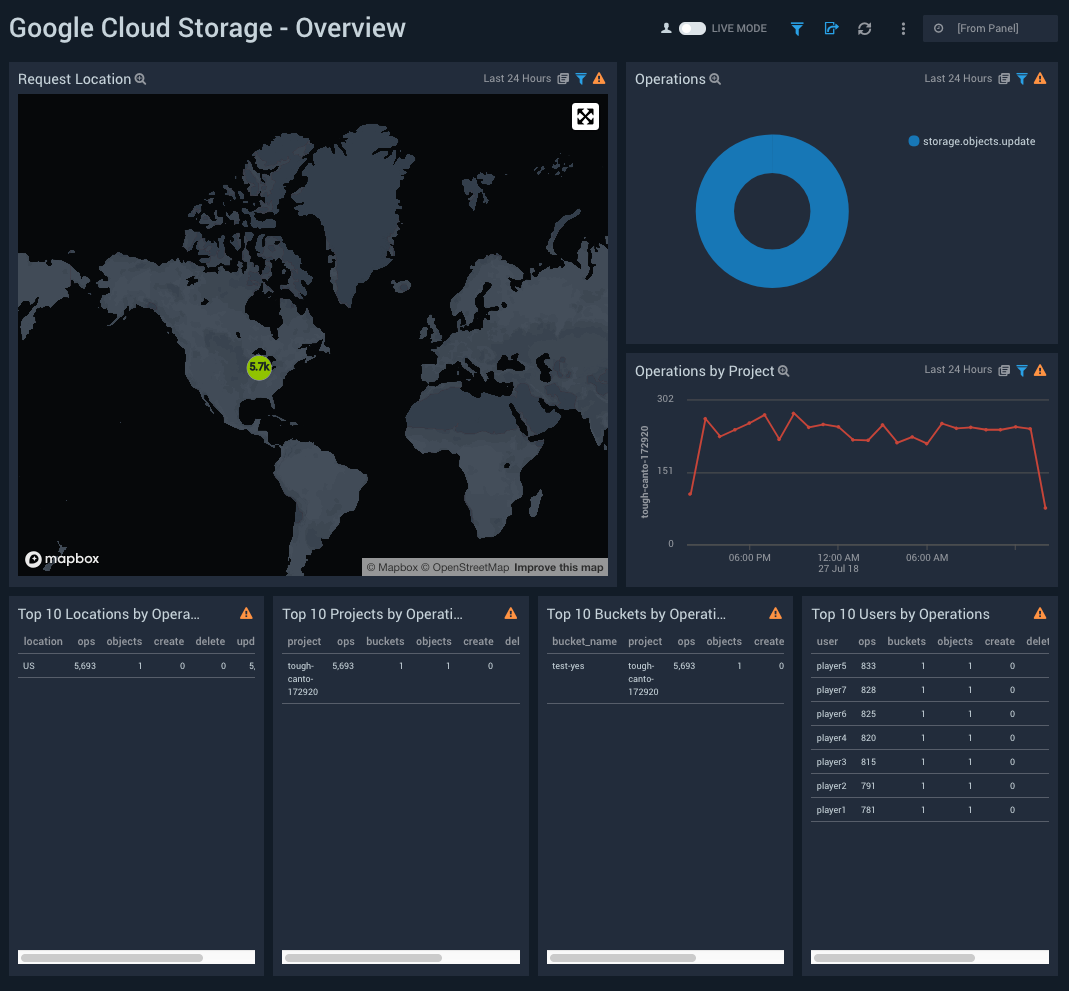 Google Cloud Storage - Overview
LIVE MODE
[From Panel]
Request Location
Last 24 Hours
5.7k
mapbox
© Mapbox © OpenStreetMap Improve this map
Operations
Last 24 Hours
storage.objects.update
Operations by Project
Last 24 Hours
tough-canto-172920
302
151
0
06:00 PM
12:00 AM
27 Jul 18
06:00 AM
Top 10 Locations by Opera...
location ops objects create delete upd
US 5,693 1 0 0 5,
Top 10 Projects by Operati...
project ops buckets objects create del
tough-
canto-
172920
5,693 1 1 0
Top 10 Buckets by Operati...
bucket_name project ops objects create
test-yes
tough-
canto-
172920
5,693 1 0
Top 10 Users by Operations
user ops buckets objects create delet
player5 833 1 1 0
player7 828 1 1 0
player6 825 1 1 0
player4 820 1 1 0
player3 815 1 1 0
player2 791 1 1 0
player1 781 1 1 0